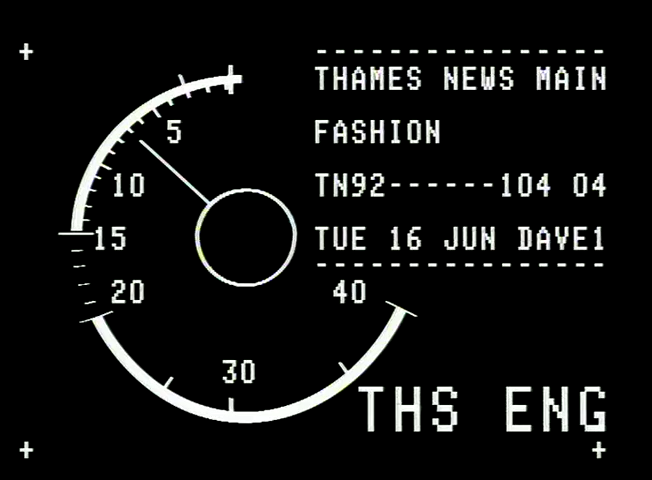 ---------------
THAMES NEWS MAIN
FASHION
TN92------104 04
TUE 16 JUN DAVE1
---------------
5
10
15
20
30
40
THS ENG